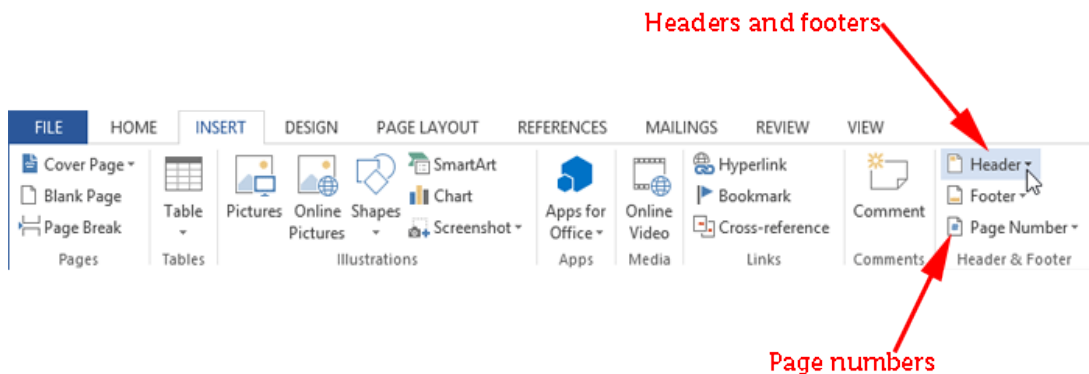 Headers and footers
FILE HOME INSERT DESIGN PAGE LAYOUT REFERENCES MAILINGS REVIEW VIEW
Cover Page
Blank Page
Page Break
Pages
Table
Tables
Pictures
Online
Pictures
Shapes
SmartArt
Chart
Screenshot
Illustrations
Apps for
Office
Apps
Online
Video
Media
Hyperlink
Bookmark
Cross-reference
Links
Comment
Comments
Header
Footer
Page Number
Header & Footer
Page numbers